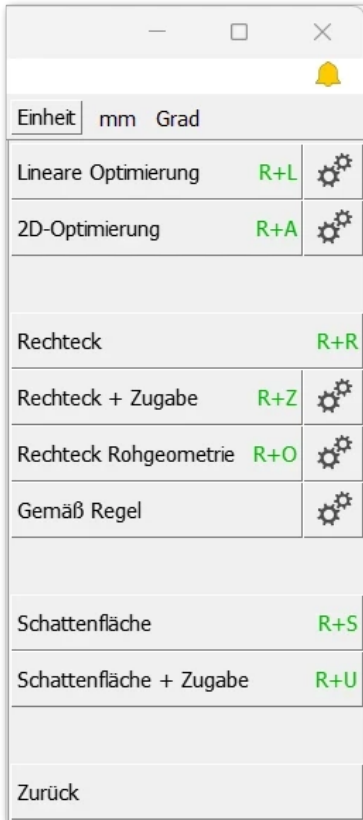 Einheit mm Grad
Lineare Optimierung R+L
2D-Optimierung R+A
Rechteck R+R
Rechteck + Zugabe R+Z
Rechteck Rohgeometrie R+O
Gemäß Regel
Schattenfläche R+S
Schattenfläche + Zugabe R+U
Zurück